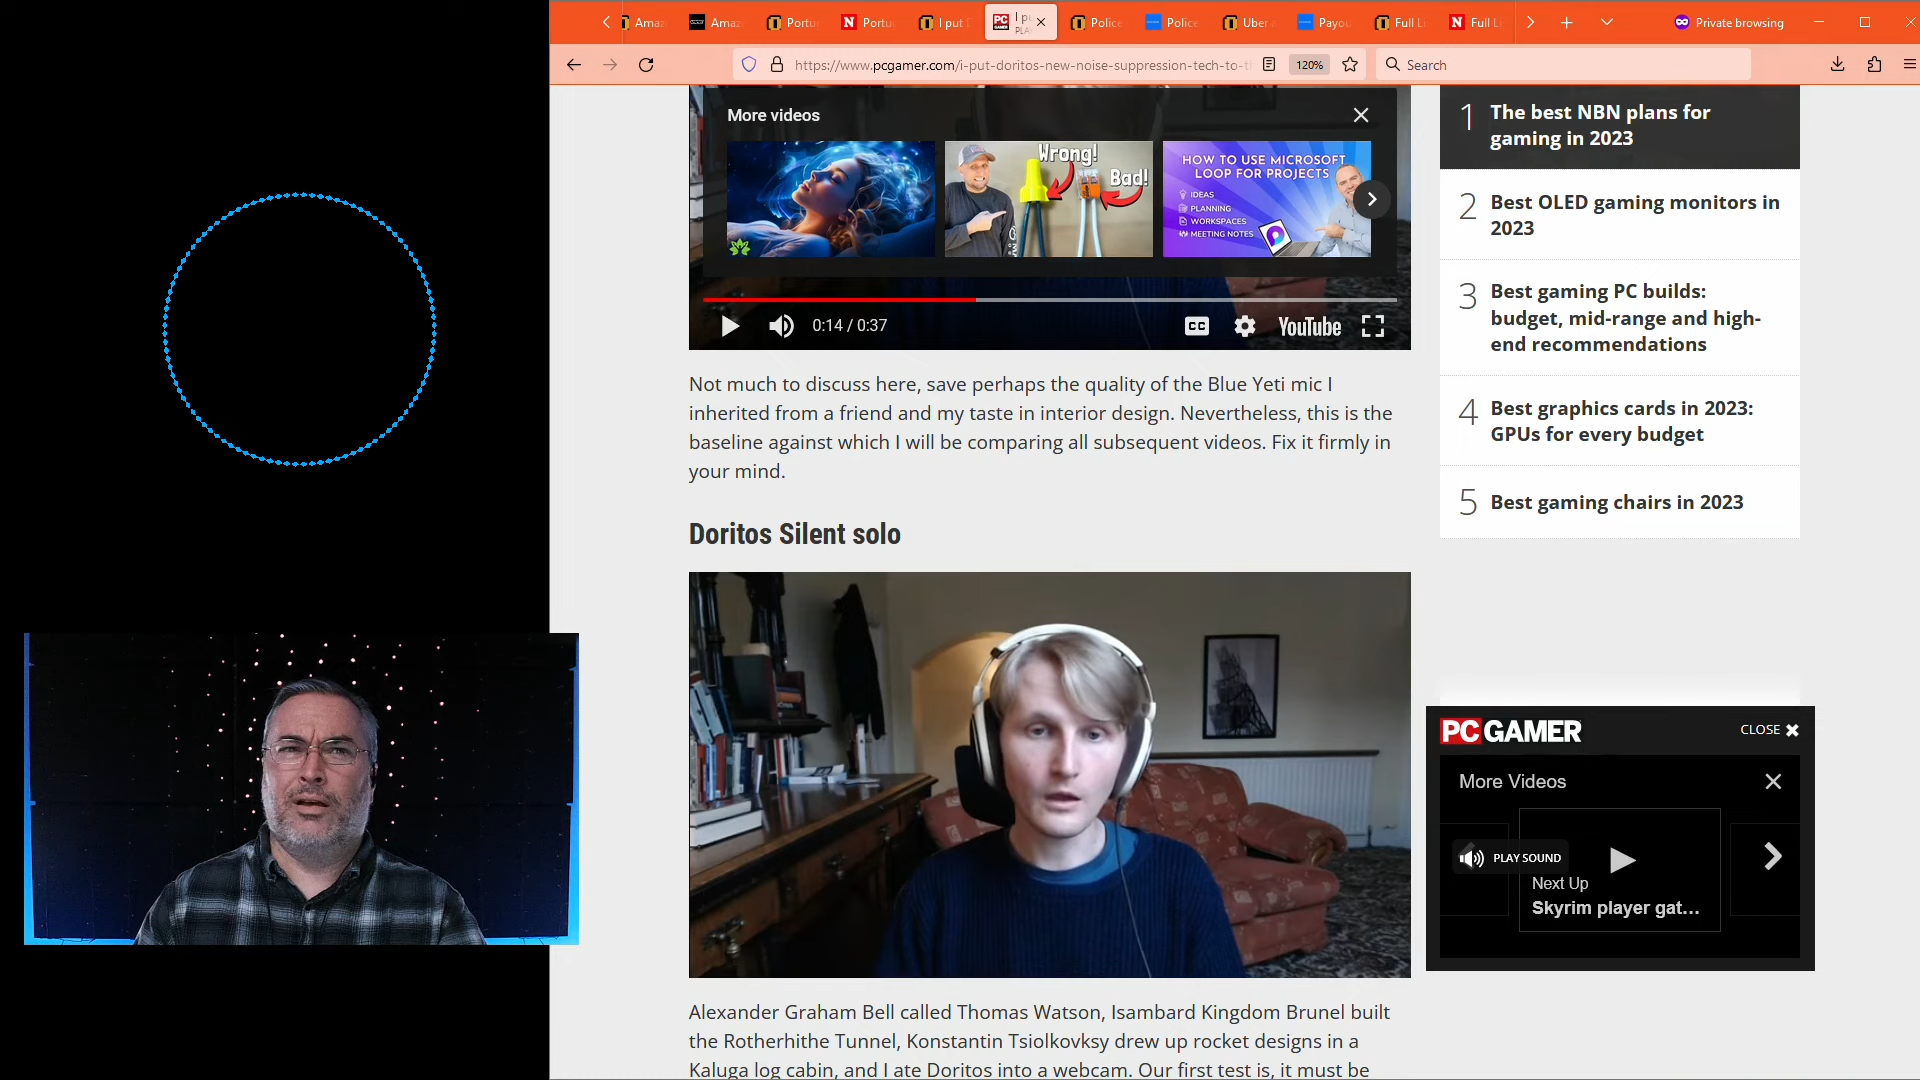 Amaz
Amaz
Portu
Portu
I put D
I pu
PLA
Police
Police
Uber a
Payou
Full Li
Full Li
Private browsing
https://www.pcgamer.com/i-put-doritos-new-noise-suppression-tech-to-t
120%
Search
More videos
Wrong!
Bad!
HOW TO USE MICROSOFT
LOOP FOR PROJECTS
IDEAS
PLANNING
WORKSPACES
MEETING NOTES
0:14 / 0:37
CC
YouTube
Not much to discuss here, save perhaps the quality of the Blue Yeti mic I
inherited from a friend and my taste in interior design. Nevertheless, this is the
baseline against which I will be comparing all subsequent videos. Fix it firmly in
your mind.
Doritos Silent solo
Alexander Graham Bell called Thomas Watson, Isambard Kingdom Brunel built
the Rotherhithe Tunnel, Konstantin Tsiolkovksy drew up rocket designs in a
Kaluga log cabin, and I ate Doritos into a webcam. Our first test is, it must be
1 The best NBN plans for
gaming in 2023
2 Best OLED gaming monitors in
2023
3 Best gaming PC builds:
budget, mid-range and high-
end recommendations
4 Best graphics cards in 2023:
GPUs for every budget
5 Best gaming chairs in 2023
PC GAMER
CLOSE
More Videos
PLAY SOUND
Next Up
Skyrim player gat...